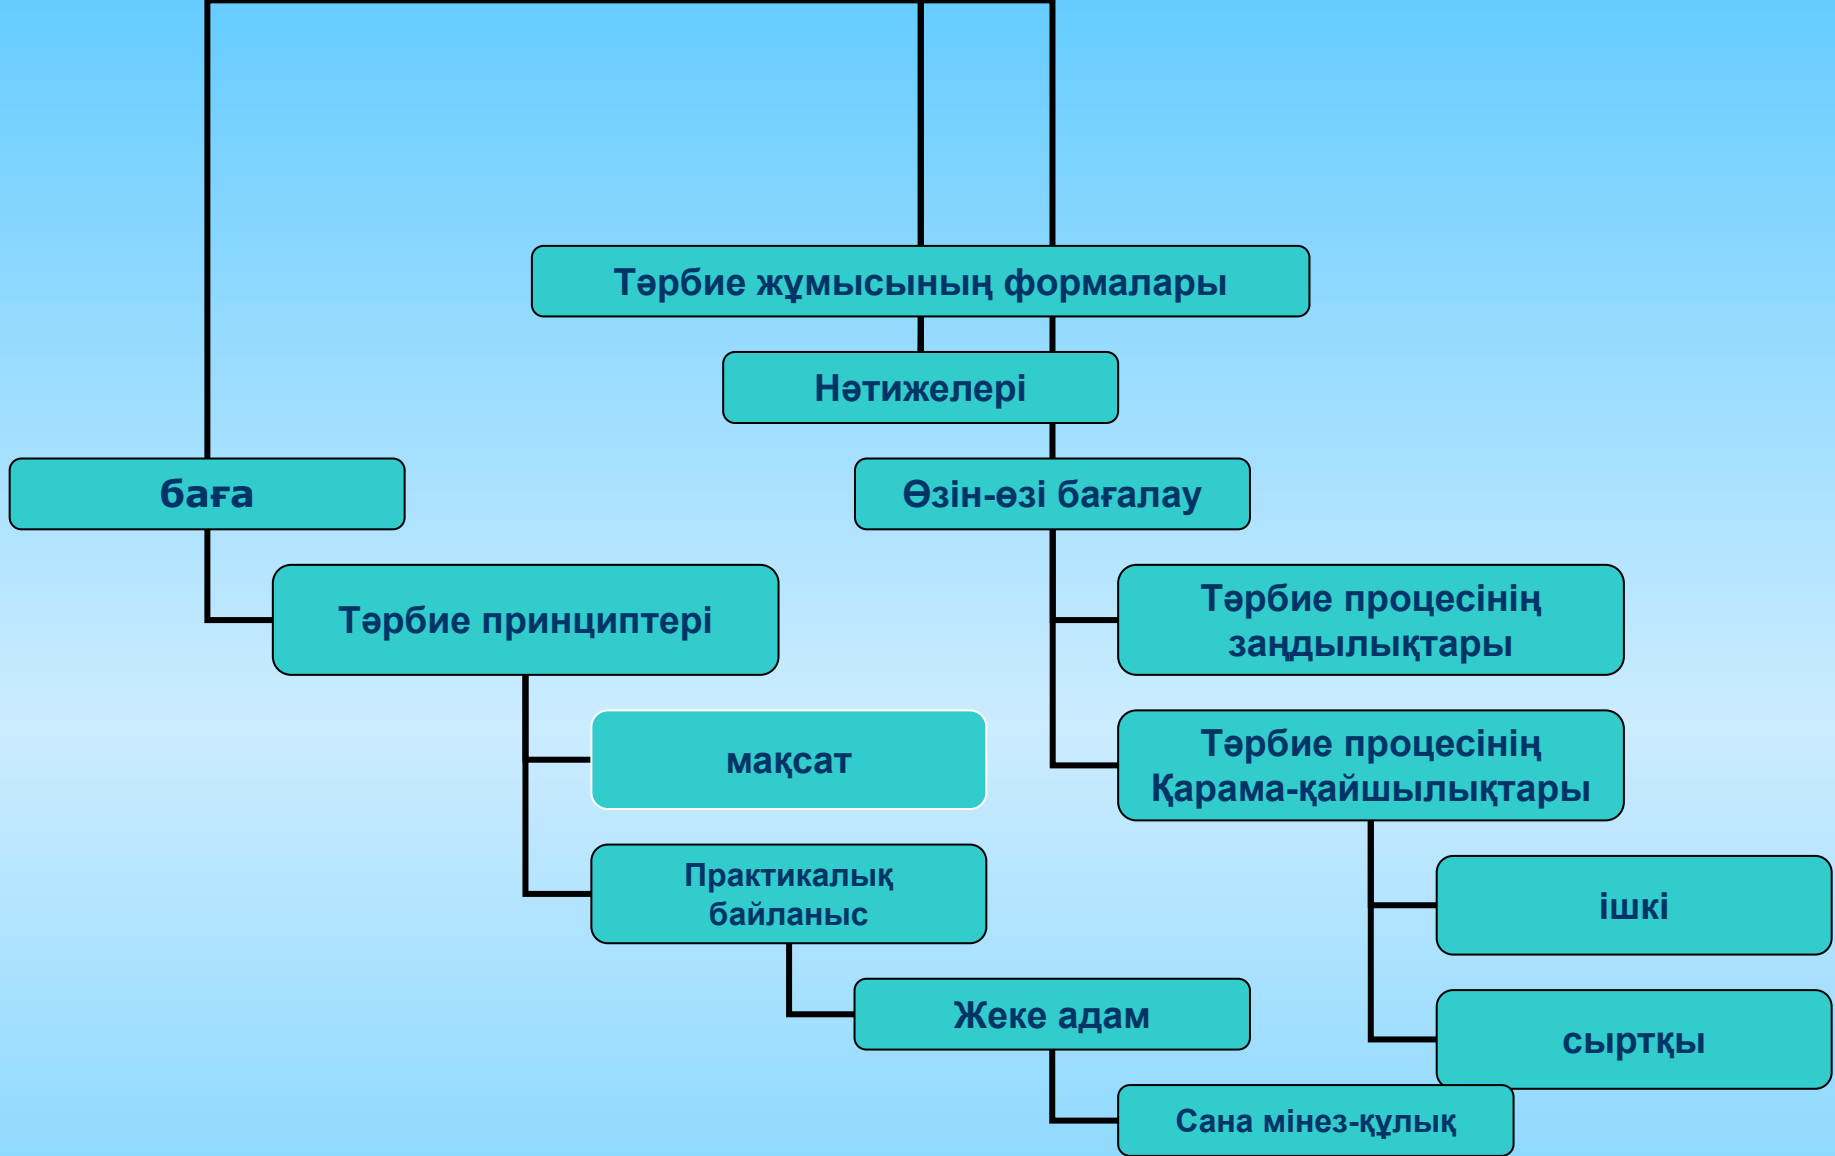 Тәрбие жұмысының формалары
Нәтижелері
баға
Өзін-өзі бағалау
Тәрбие принциптері
Тәрбие процесінің
заңдылықтары
мақсат
Тәрбие процесінің
Қарама-қайшылықтары
Практикалық
байланыс
ішкі
Жеке адам
сыртқы
Сана мінез-құлық